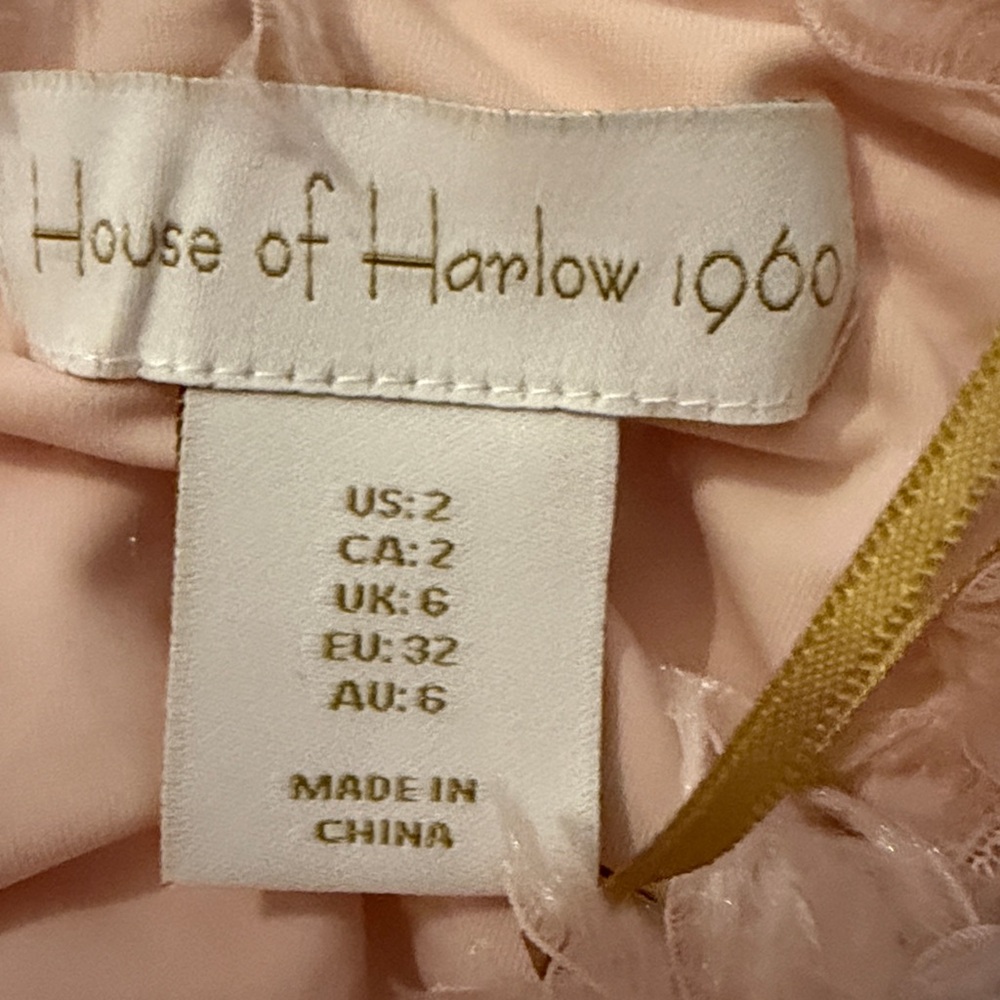 House of Harlow 1960
US: 2
CA: 2
UK: 6
EU: 32
AU: 6
MADE IN
CHINA